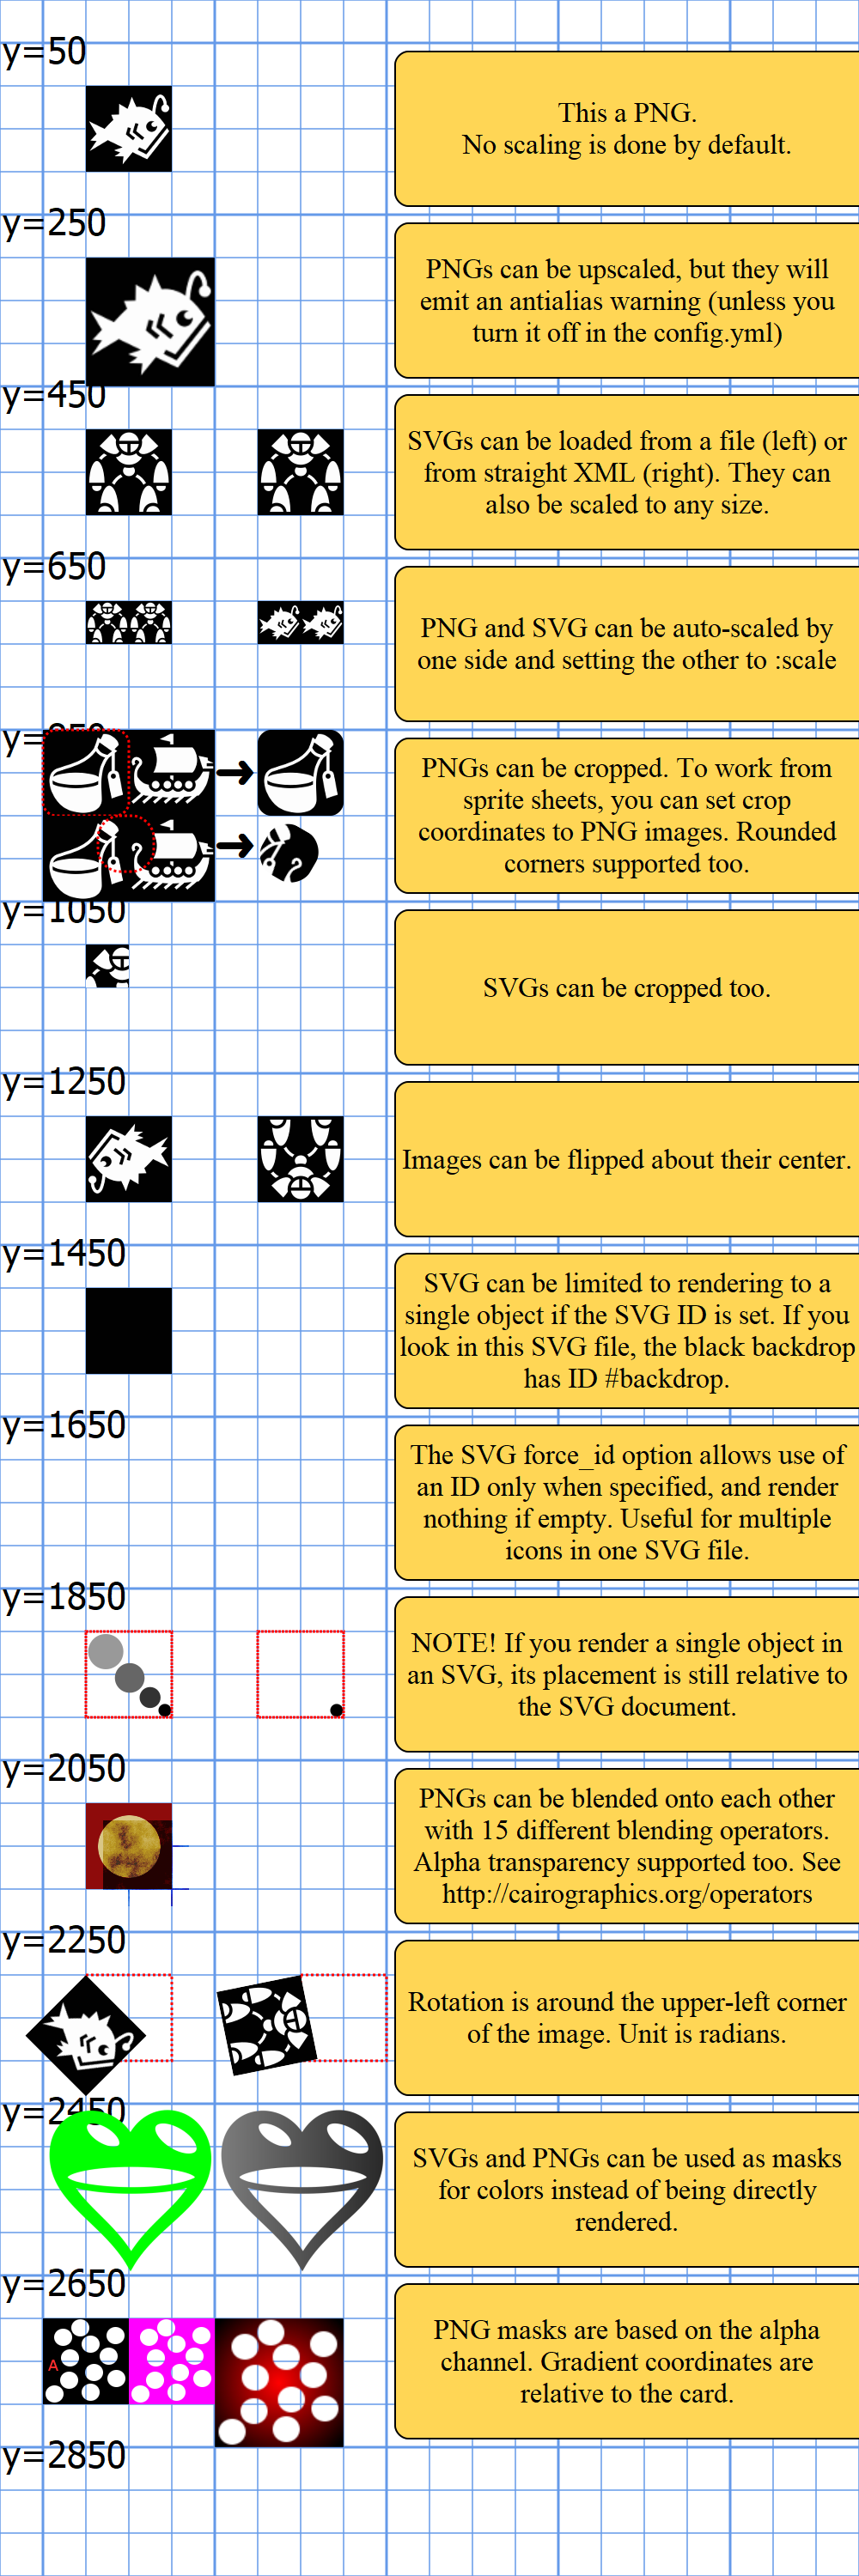 y=50
This a PNG.
No scaling is done by default.
y=250
PNGs can be upscaled, but they will
emit an antialias warning (unless you
turn it off in the config.yml)
y=450
SVGs can be loaded from a file (left) or
from straight XML (right). They can
also be scaled to any size.
y=650
PNG and SVG can be auto-scaled by
one side and setting the other to :scale
PNGs can be cropped. To work from
sprite sheets, you can set crop
coordinates to PNG images. Rounded
corners supported too.
y=1050
SVGs can be cropped too.
y=1250
Images can be flipped about their center.
y=1450
SVG can be limited to rendering to a
single object if the SVG ID is set. If you
look in this SVG file, the black backdrop
has ID #backdrop.
y=1650
The SVG force_id option allows use of
an ID only when specified, and render
nothing if empty. Useful for multiple
icons in one SVG file.
y=1850
NOTE! If you render a single object in
an SVG, its placement is still relative to
the SVG document.
y=2050
PNGs can be blended onto each other
with 15 different blending operators.
Alpha transparency supported too. See
http://cairographics.org/operators
y=2250
Rotation is around the upper-left corner
of the image. Unit is radians.
y=2450
SVGs and PNGs can be used as masks
for colors instead of being directly
rendered.
y=2650
PNG masks are based on the alpha
channel. Gradient coordinates are
relative to the card.
A
y=2850